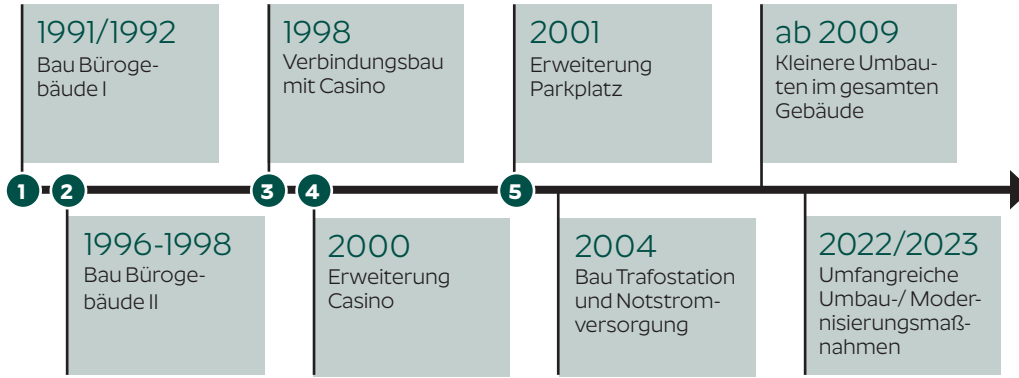 1991/1992
Bau Büroge-
bäude I
1998
Verbindungsbau
mit Casino
2001
Erweiterung
Parkplatz
ab 2009
Kleinere Umbau-
ten im gesamten
Gebäude
1 2 3 4 5
1996-1998
Bau Büroge-
bäude II
2000
Erweiterung
Casino
2004
Bau Trafostation
und Notstrom-
versorgung
2022/2023
Umfangreiche
Umbau-/ Moder-
nisierungsmaß-
nahmen